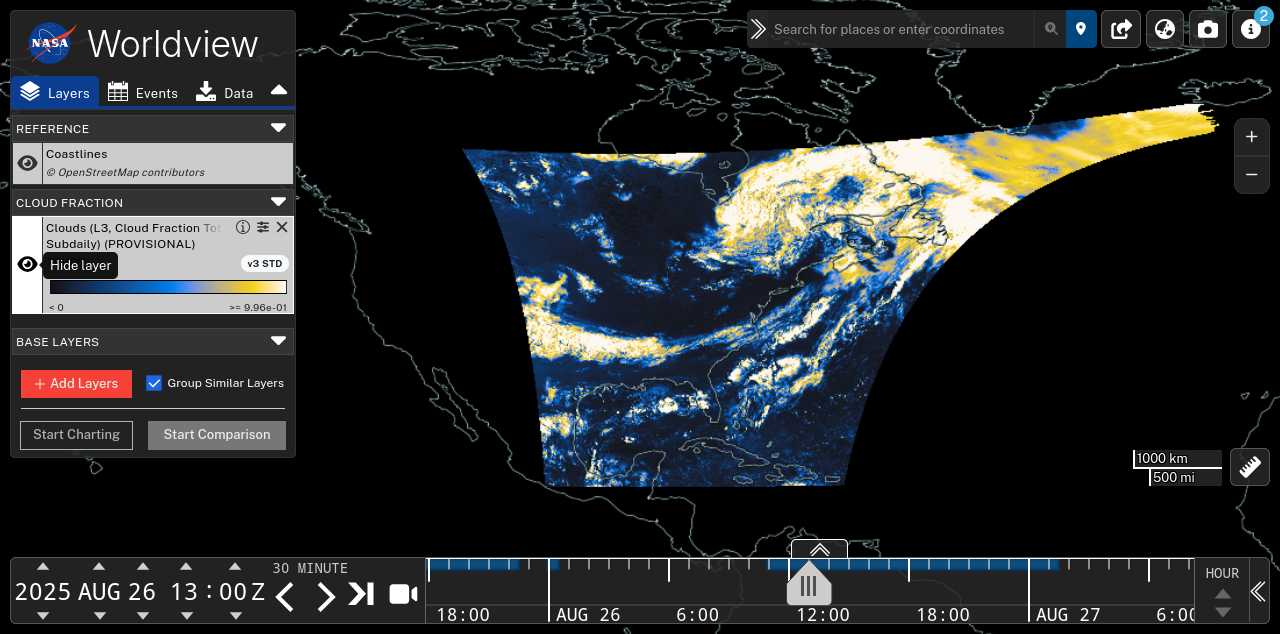 NASA
Worldview
Layers
Events
Data
REFERENCE
Coastlines
© OpenStreetMap contributors
CLOUD FRACTION
Clouds (L3, Cloud Fraction Tot
Subdaily) (PROVISIONAL)
Hide layer
v3 STD
< 0
>= 9.96e-01
BASE LAYERS
+ Add Layers
Group Similar Layers
Start Charting
Start Comparison
Search for places or enter coordinates
2
+
−
1000 km
500 mi
2025 AUG 26 13 : 00 Z
30 MINUTE
18:00
AUG 26
6:00
12:00
18:00
AUG 27
6:00
HOUR